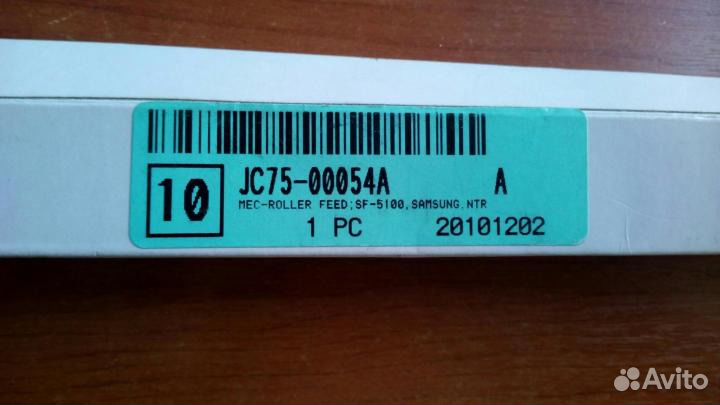 10
JC75-00054A A
MEC-ROLLER FEED;SF-5100,SAMSUNG.NTR
1 PC 20101202
Avito